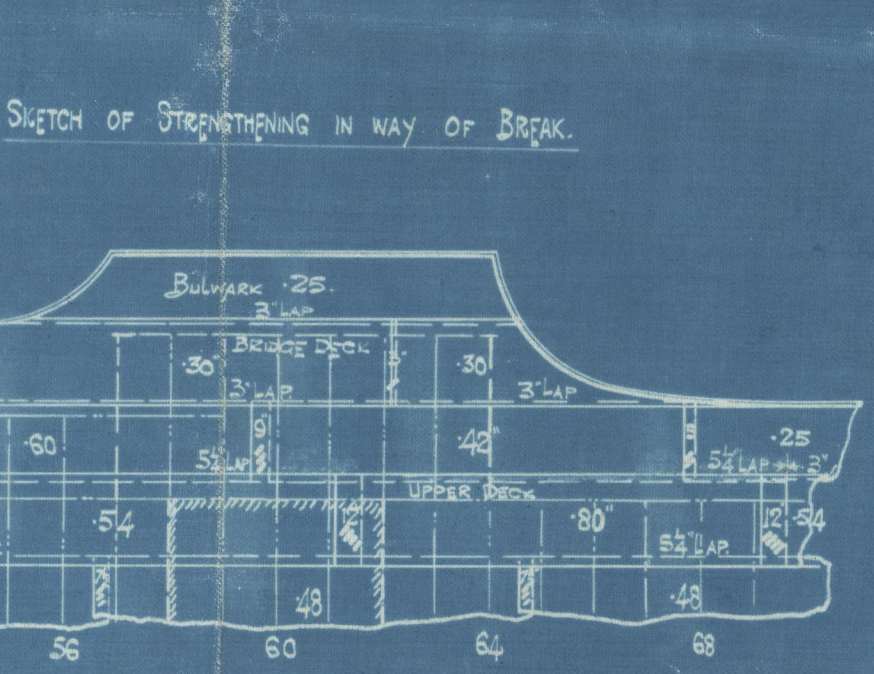 SKETCH OF STRENGTHENING IN WAY OF BREAK.
BULWARK ·25.
3" LAP
BRIDGE DECK
·30 ·30
3" LAP 3" LAP
9"
·60 ·42" ·25
5¼ LAP 5¼" LAP 3"
UPPER DECK
·54 ·80" 12" ·54
5¼" LAP.
·48 ·48
56 60 64 68